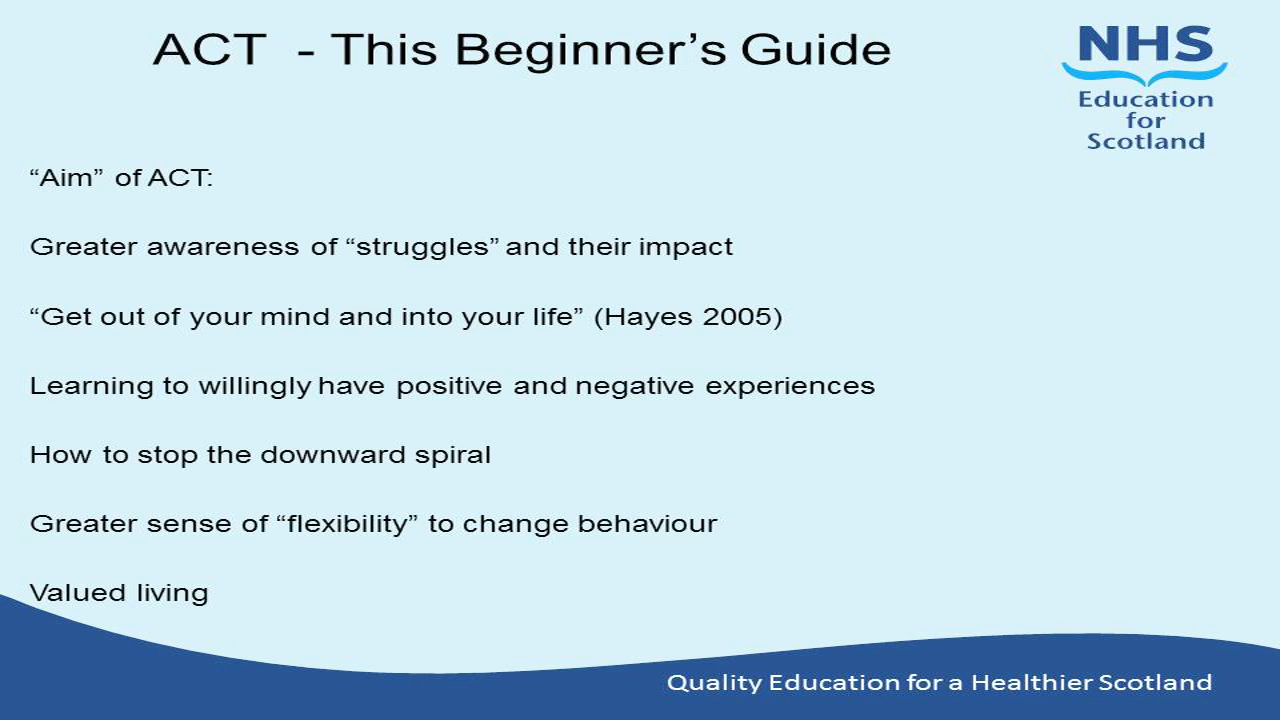 ACT  - This Beginner’s Guide
NHS
Education
for
Scotland
“Aim” of ACT:
Greater awareness of “struggles” and their impact
“Get out of your mind and into your life” (Hayes 2005)
Learning to willingly have positive and negative experiences
How to stop the downward spiral
Greater sense of “flexibility” to change behaviour
Valued living
Quality Education for a Healthier Scotland